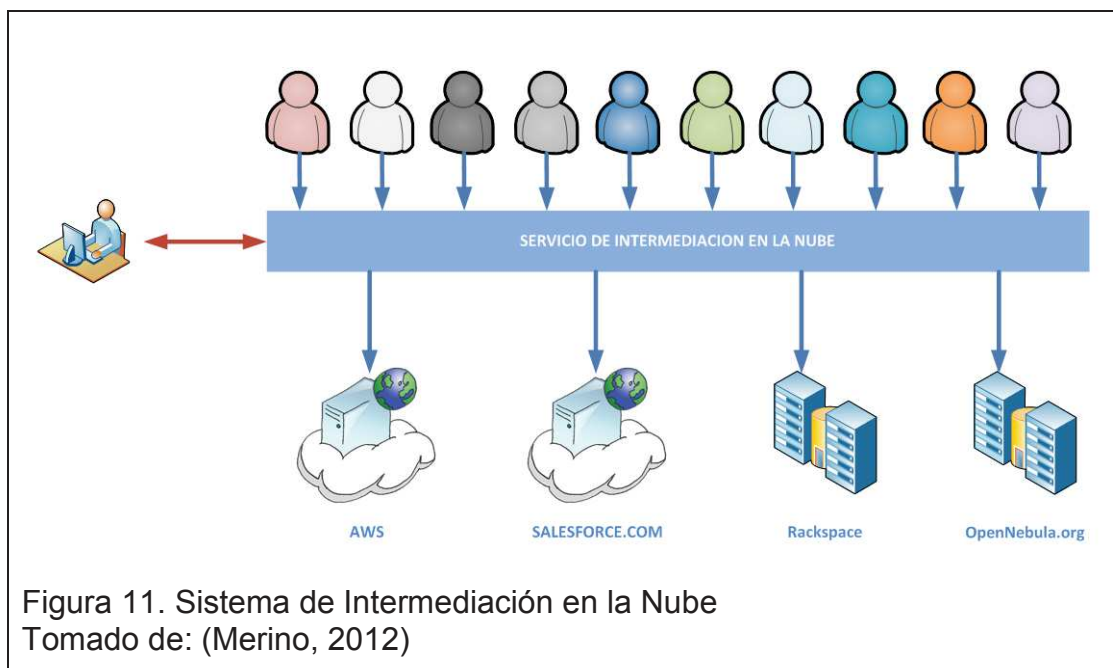 SERVICIO DE INTERMEDIACION EN LA NUBE
AWS
SALESFORCE.COM
Rackspace
OpenNebula.org
Figura 11. Sistema de Intermediación en la Nube
Tomado de: (Merino, 2012)